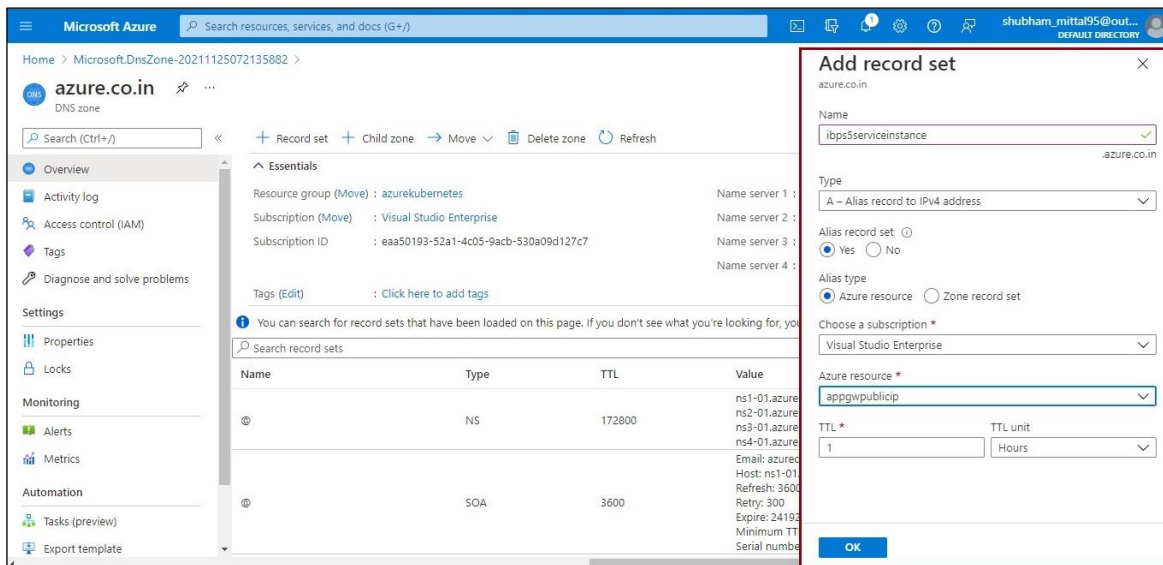 Microsoft Azure
Search resources, services, and docs (G+/)
1
shubham_mittal95@out...
DEFAULT DIRECTORY
Home > Microsoft.DnsZone-20211125072135882 >
DNS
azure.co.in
...
DNS zone
Search (Ctrl+/)
«
+ Record set
+ Child zone
→ Move
Delete zone
Refresh
Overview
Activity log
Access control (IAM)
Tags
Diagnose and solve problems
Settings
Properties
Locks
Monitoring
Alerts
Metrics
Automation
Tasks (preview)
Export template
Essentials
Resource group (Move) : azurekubernetes
Subscription (Move) : Visual Studio Enterprise
Subscription ID : eaa50193-52a1-4c05-9acb-530a09d127c7
Name server 1 :
Name server 2 :
Name server 3 :
Name server 4 :
Tags (Edit) : Click here to add tags
You can search for record sets that have been loaded on this page. If you don't see what you're looking for, you
Search record sets
Name Type TTL Value
@ NS 172800
ns1-01.azure
ns2-01.azure
ns3-01.azure
ns4-01.azure
@ SOA 3600
Email: azured
Host: ns1-01.
Refresh: 3600
Retry: 300
Expire: 24192
Minimum TT
Serial numbe
Add record set
azure.co.in
Name
ibps5serviceinstance
.azure.co.in
Type
A – Alias record to IPv4 address
Alias record set
Yes No
Alias type
Azure resource Zone record set
Choose a subscription *
Visual Studio Enterprise
Azure resource *
appgwpublicip
TTL * TTL unit
1 Hours
OK